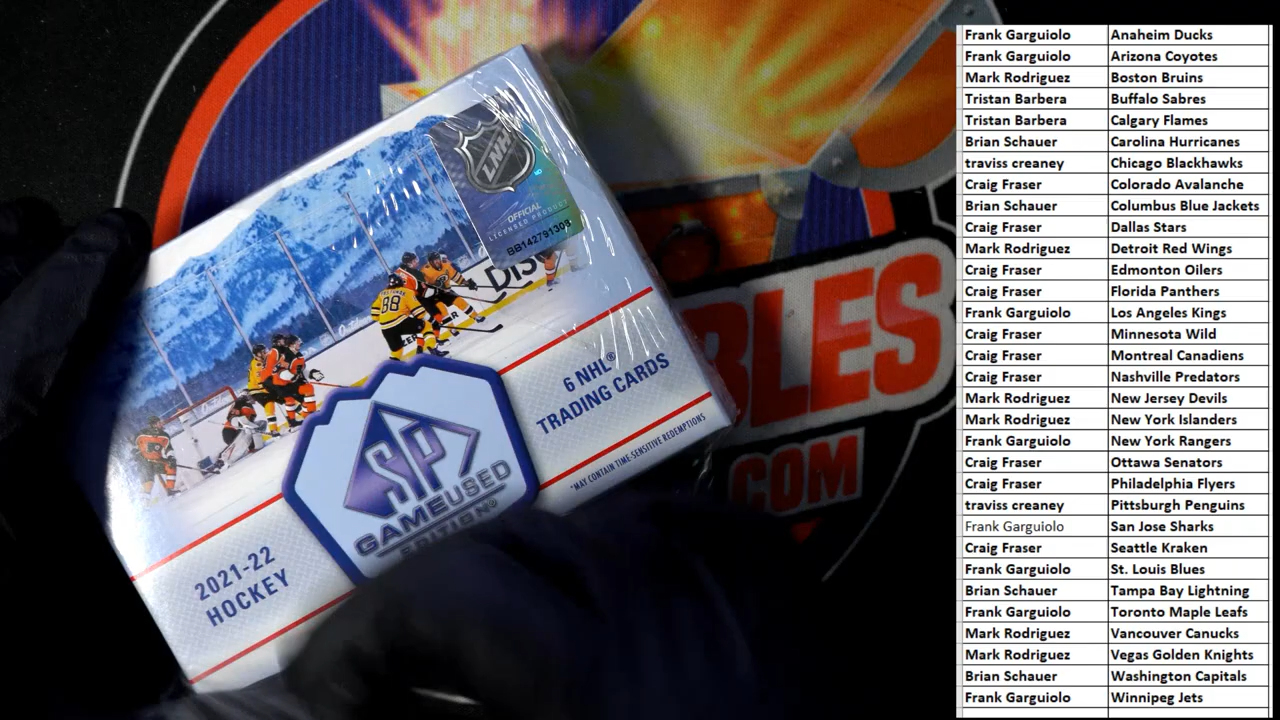 NHL
OFFICIAL
LICENSED PRODUCT
BB142791308
88
6 NHL®
TRADING CARDS
*MAY CONTAIN TIME-SENSITIVE REDEMPTIONS
SP
GAMEUSED
EDITION
2021-22
HOCKEY
BLES
COM
Frank Garguiolo Anaheim Ducks
Frank Garguiolo Arizona Coyotes
Mark Rodriguez Boston Bruins
Tristan Barbera Buffalo Sabres
Tristan Barbera Calgary Flames
Brian Schauer Carolina Hurricanes
traviss creaney Chicago Blackhawks
Craig Fraser Colorado Avalanche
Brian Schauer Columbus Blue Jackets
Craig Fraser Dallas Stars
Mark Rodriguez Detroit Red Wings
Craig Fraser Edmonton Oilers
Craig Fraser Florida Panthers
Frank Garguiolo Los Angeles Kings
Craig Fraser Minnesota Wild
Craig Fraser Montreal Canadiens
Craig Fraser Nashville Predators
Mark Rodriguez New Jersey Devils
Mark Rodriguez New York Islanders
Frank Garguiolo New York Rangers
Craig Fraser Ottawa Senators
Craig Fraser Philadelphia Flyers
traviss creaney Pittsburgh Penguins
Frank Garguiolo San Jose Sharks
Craig Fraser Seattle Kraken
Frank Garguiolo St. Louis Blues
Brian Schauer Tampa Bay Lightning
Frank Garguiolo Toronto Maple Leafs
Mark Rodriguez Vancouver Canucks
Mark Rodriguez Vegas Golden Knights
Brian Schauer Washington Capitals
Frank Garguiolo Winnipeg Jets